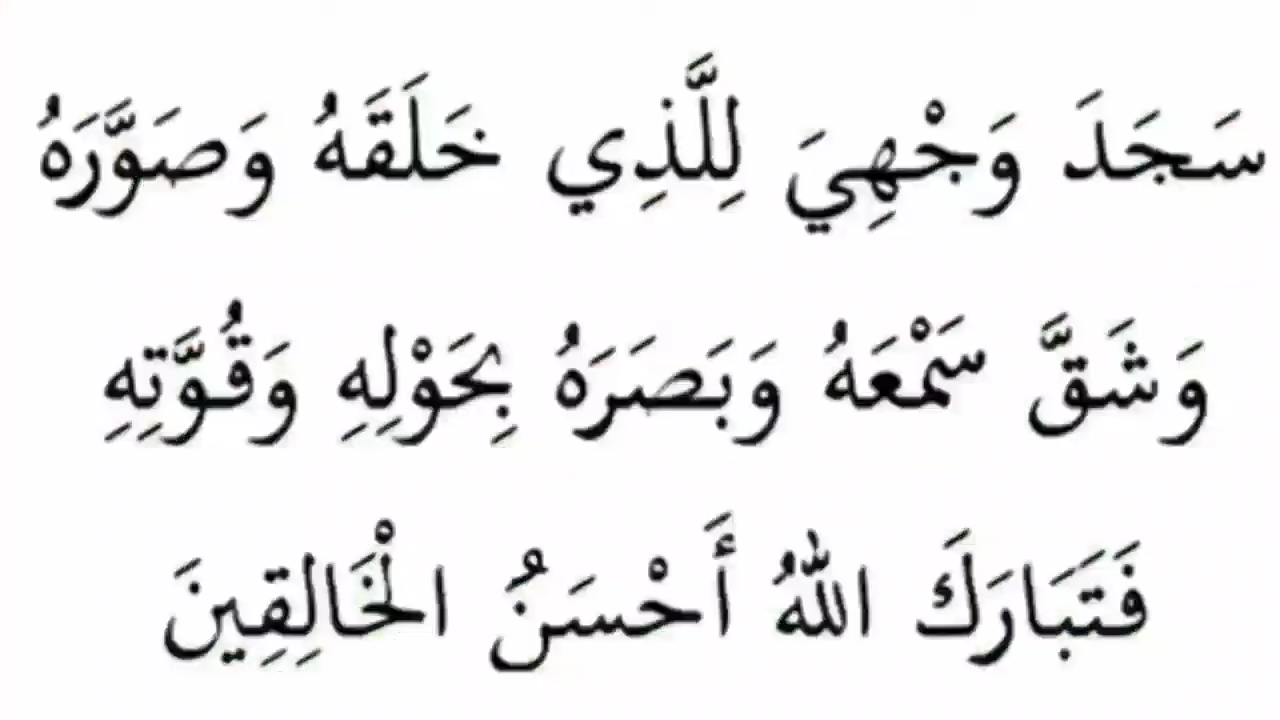 سَجَدَ وَجْهِيَ لِلَّذِي خَلَقَهُ وَصَوَّرَهُ
وَشَقَّ سَمْعَهُ وَبَصَرَهُ بِحَوْلِهِ وَقُوَّتِهِ
فَتَبَارَكَ اللهُ أَحْسَنُ الْخَالِقِينَ